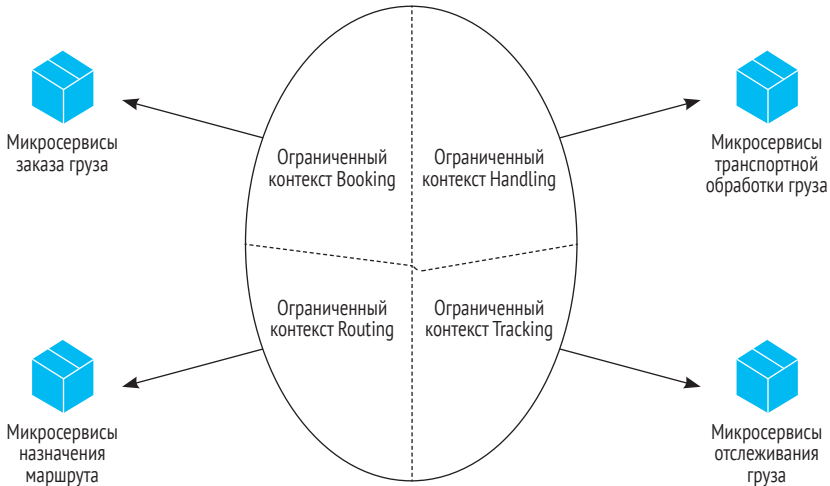 Микросервисы
заказа груза
Ограниченный
контекст Booking
Ограниченный
контекст Handling
Микросервисы
транспортной
обработки груза
Микросервисы
назначения
маршрута
Ограниченный
контекст Routing
Ограниченный
контекст Tracking
Микросервисы
отслеживания
груза